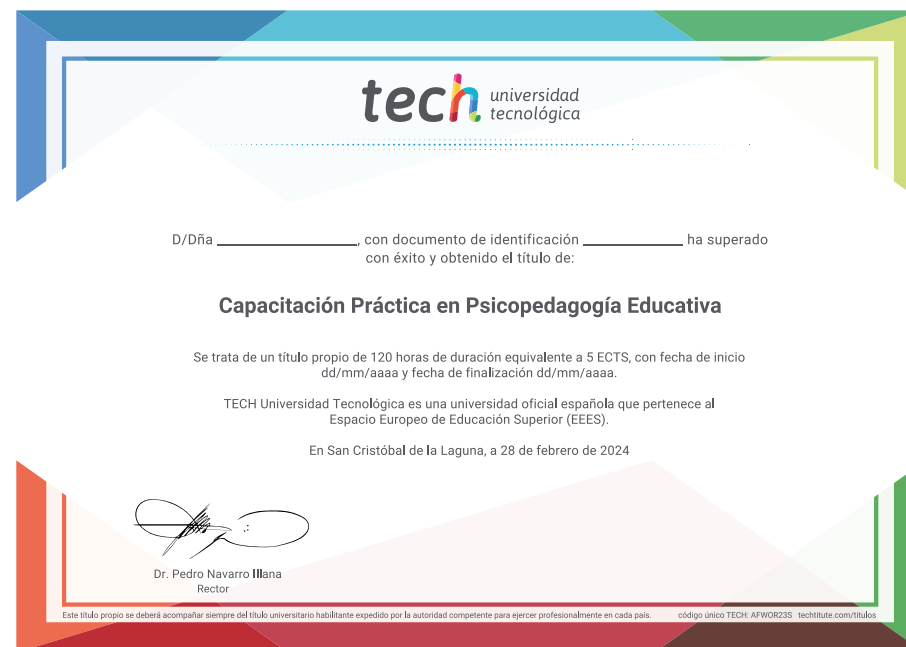 tech universidad
tecnológica
D/Dña ____________________, con documento de identificación ______________ ha superado
con éxito y obtenido el título de:
Capacitación Práctica en Psicopedagogía Educativa
Se trata de un título propio de 120 horas de duración equivalente a 5 ECTS, con fecha de inicio
dd/mm/aaaa y fecha de finalización dd/mm/aaaa.
TECH Universidad Tecnológica es una universidad oficial española que pertenece al
Espacio Europeo de Educación Superior (EEES).
En San Cristóbal de la Laguna, a 28 de febrero de 2024
Dr. Pedro Navarro Illana
Rector
Este título propio se deberá acompañar siempre del título universitario habilitante expedido por la autoridad competente para ejercer profesionalmente en cada país. código único TECH: AFWOR23S techtitute.com/titulos